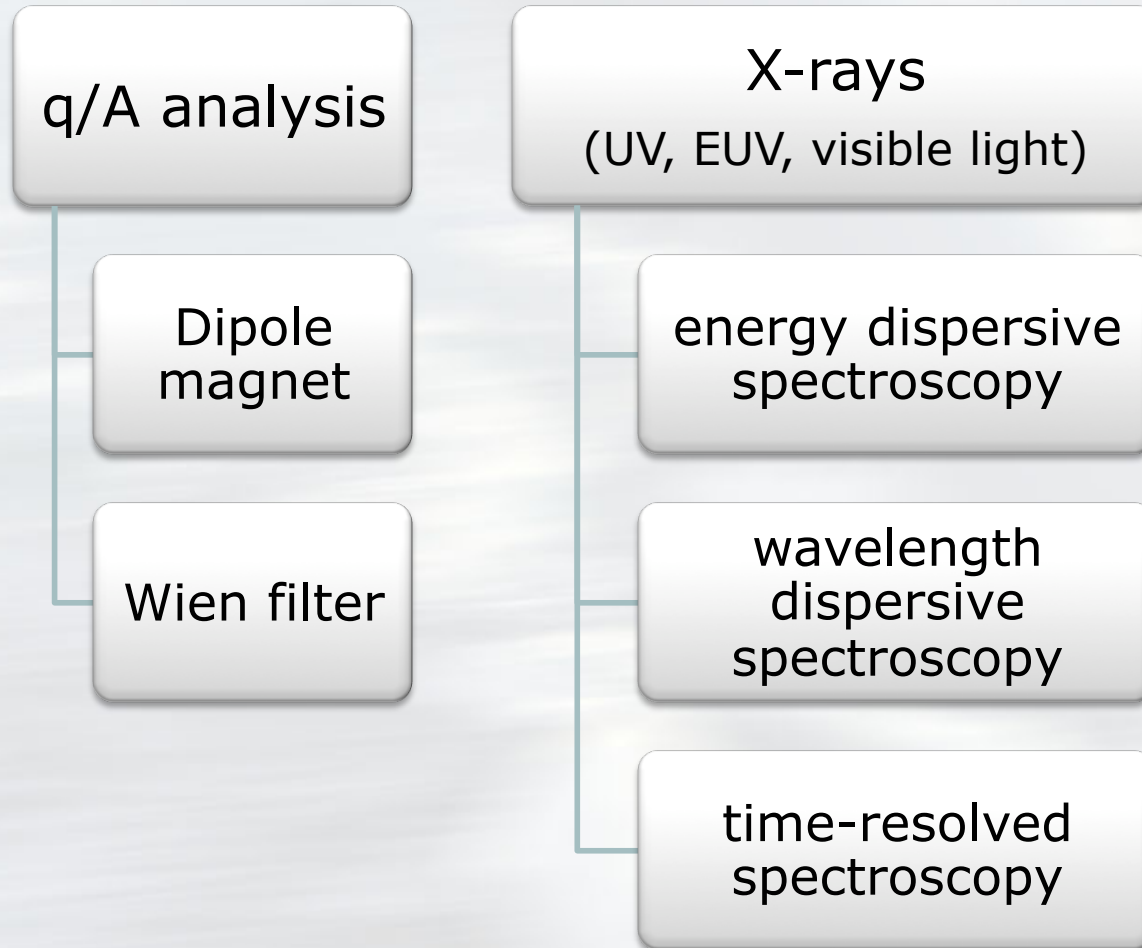 q/A analysis
Dipole
magnet
Wien filter
X-rays
(UV, EUV, visible light)
energy dispersive
spectroscopy
wavelength
dispersive
spectroscopy
time-resolved
spectroscopy